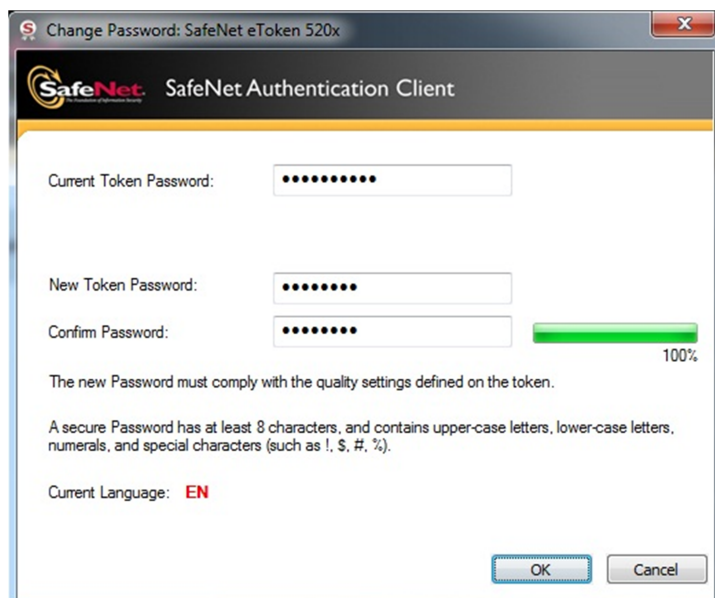 Change Password: SafeNet eToken 520x
SafeNet.
The Foundation of Information Security
SafeNet Authentication Client
Current Token Password: ••••••••••
New Token Password: ••••••••
Confirm Password: ••••••••
100%
The new Password must comply with the quality settings defined on the token.
A secure Password has at least 8 characters, and contains upper-case letters, lower-case letters,
numerals, and special characters (such as !, $, #, %).
Current Language: EN
OK Cancel